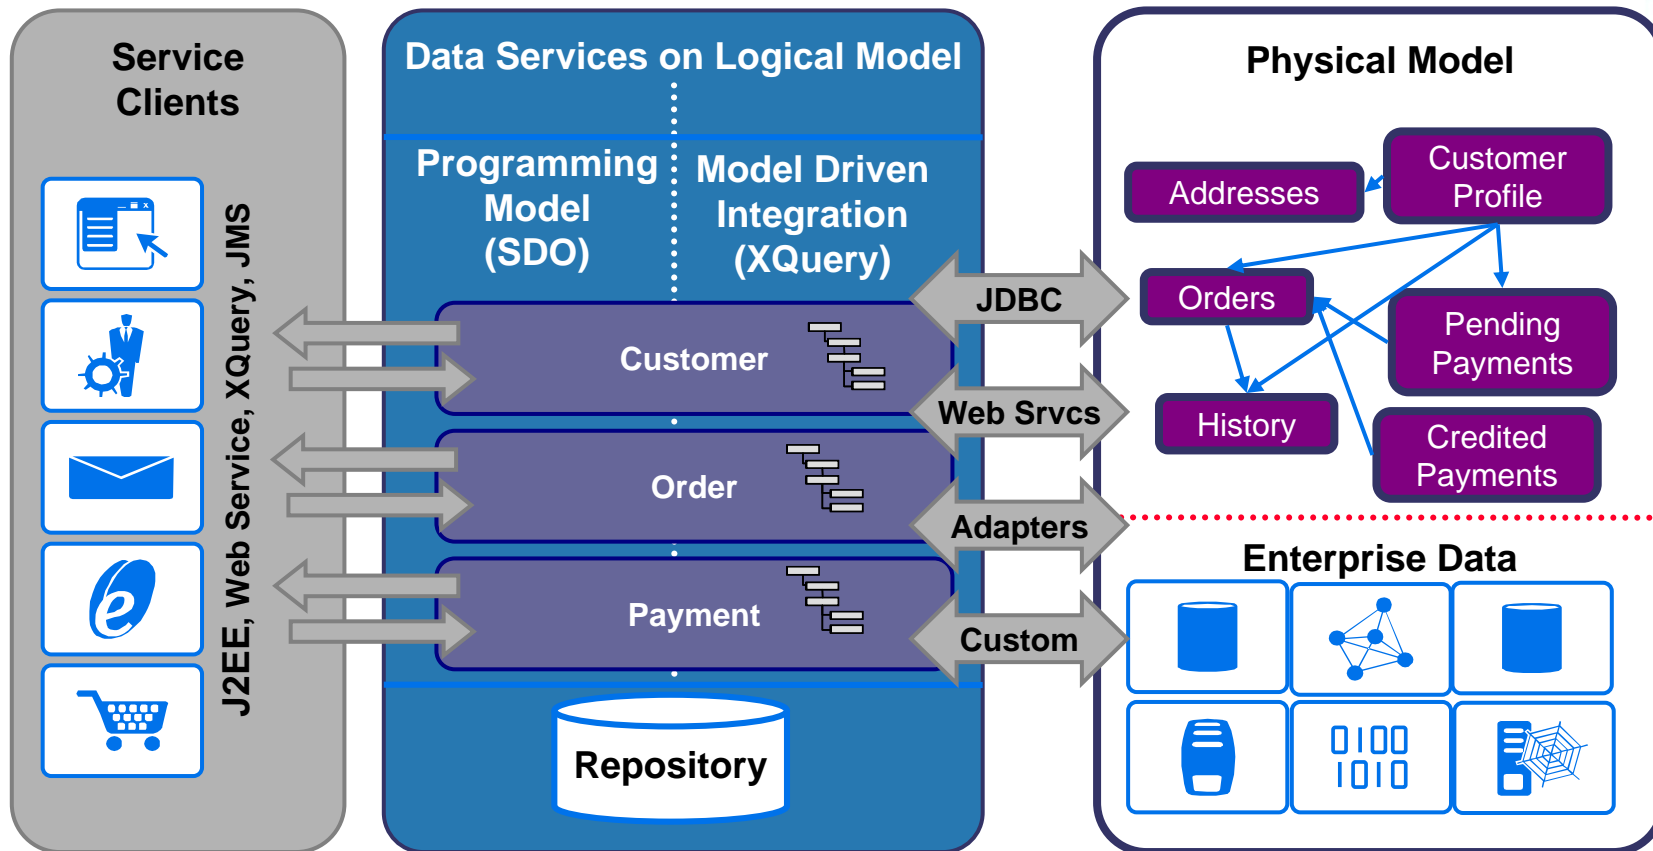 Service
Clients
J2EE, Web Service, XQuery, JMS
Data Services on Logical Model
Programming
Model
(SDO)
Model Driven
Integration
(XQuery)
Customer
Order
Payment
Repository
JDBC
Web Srvcs
Adapters
Custom
Physical Model
Addresses
Customer
Profile
Orders
Pending
Payments
History
Credited
Payments
Enterprise Data
X
e
0100
1010